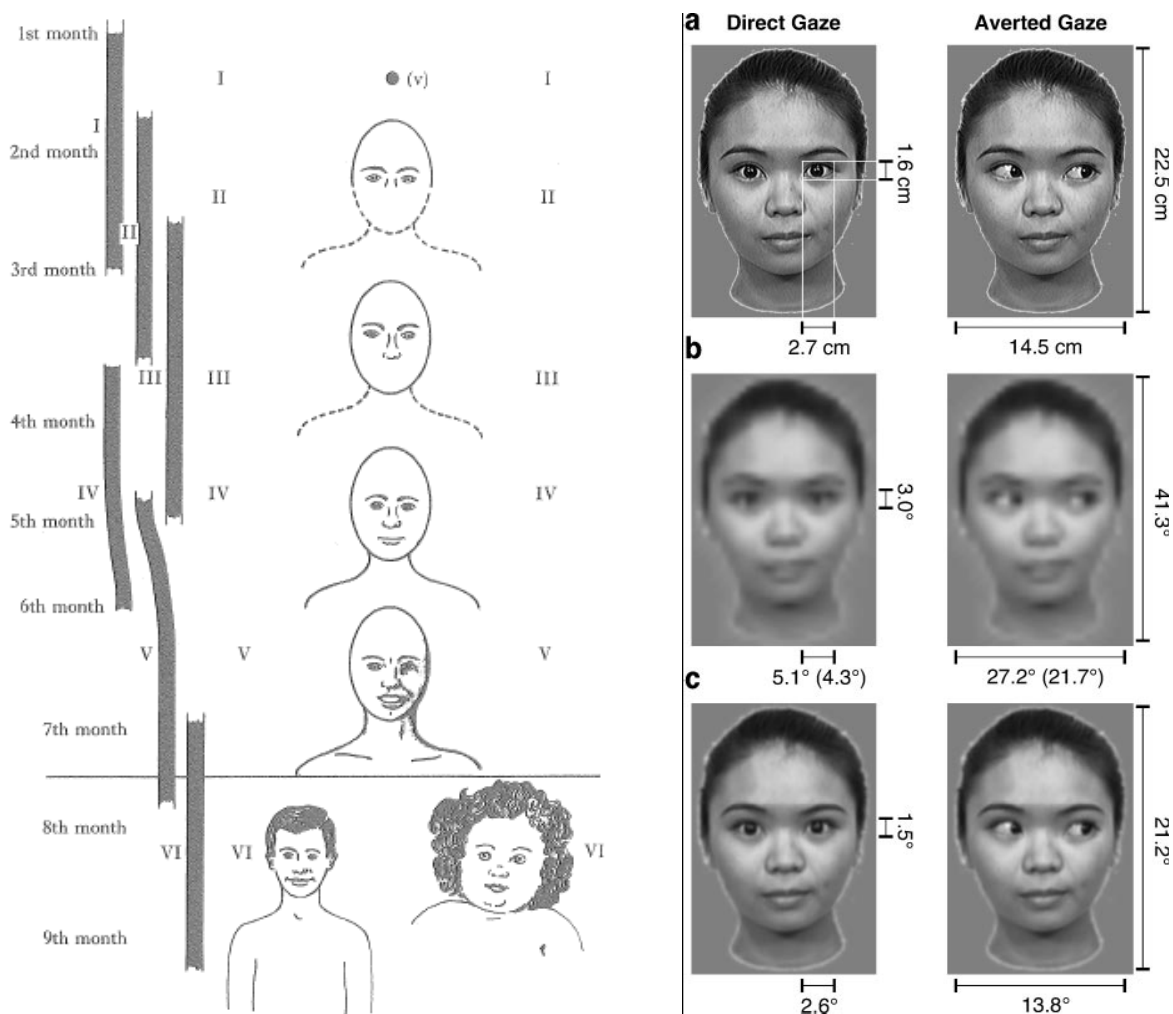 1st month
I
2nd month
II
3rd month
III
4th month
IV
5th month
6th month
V
7th month
8th month
VI
9th month
I
(v)
I
II
II
III
III
IV
IV
V
V
VI
VI
a
Direct Gaze
Averted Gaze
1.6 cm
22.5 cm
2.7 cm
14.5 cm
b
3.0°
41.3°
5.1° (4.3°)
27.2° (21.7°)
c
1.5°
21.2°
2.6°
13.8°